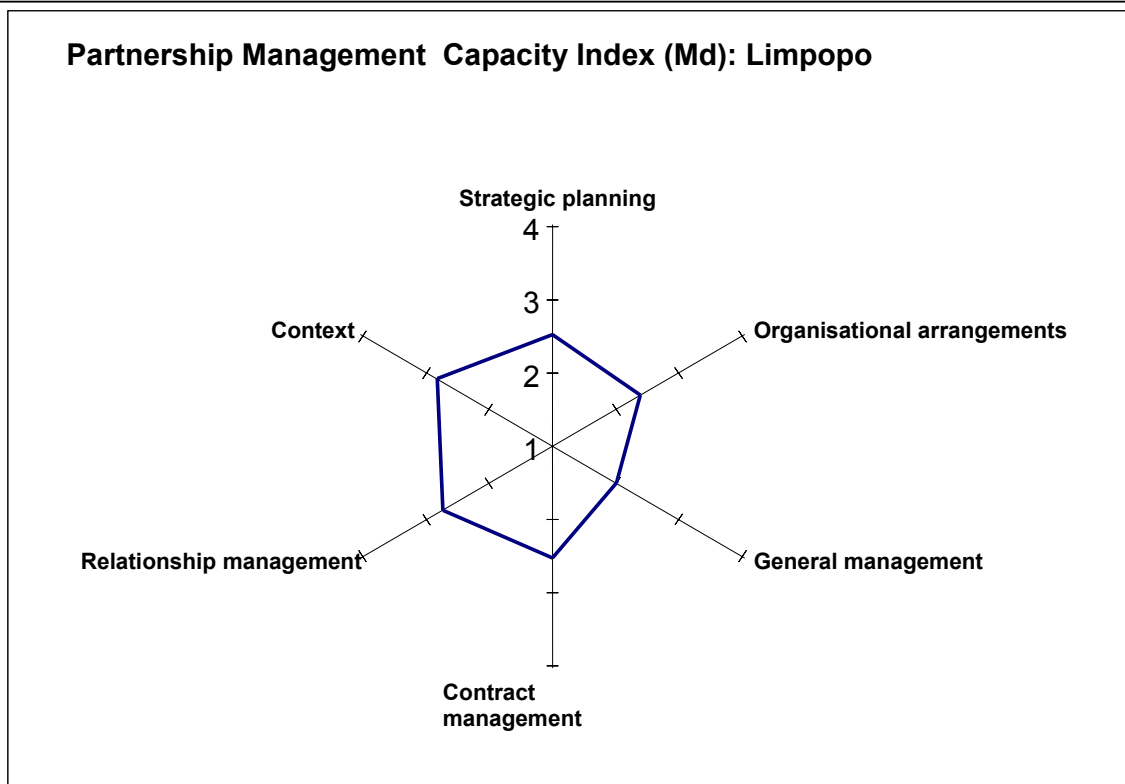 Partnership Management  Capacity Index (Md): Limpopo
Strategic planning
4
3
Context
Organisational arrangements
2
1
Relationship management
General management
Contract
management